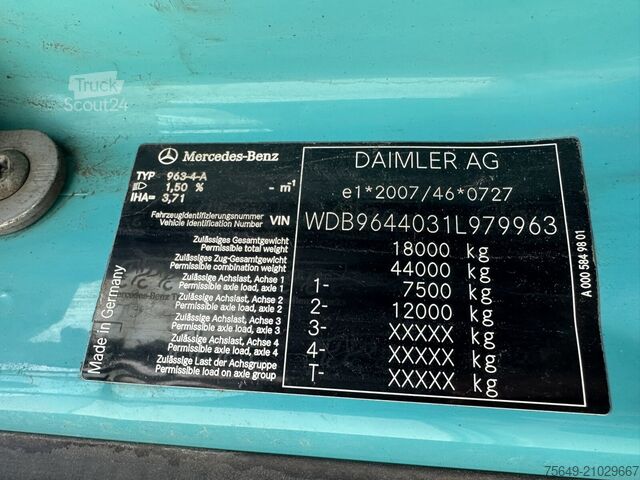 Truck
Scout24
Mercedes-Benz
DAIMLER AG
TYP 963-4-A
1,50 % - m⁻¹
IHA= 3,71
e1*2007/46*0727
Fahrzeugidentifizierungsnummer
Vehicle Identification Number
VIN WDB9644031L979963
Zulässiges Gesamtgewicht
Permissible total weight
18000 kg
Zulässiges Zug-Gesamtgewicht
Permissible combination weight
44000 kg
Zulässige Achslast, Achse 1
Permissible axle load, axle 1
1- 7500 kg
Zulässige Achslast, Achse 2
Permissible axle load, axle 2
2- 12000 kg
Zulässige Achslast, Achse 3
Permissible axle load, axle 3
3- XXXXX kg
Zulässige Achslast, Achse 4
Permissible axle load, axle 4
4- XXXXX kg
Zulässige Last der Achsgruppe
Permissible load on axle group
T- XXXXX kg
Made in Germany
Mercedes-Benz
A 000 584 98 01
75649-21029667